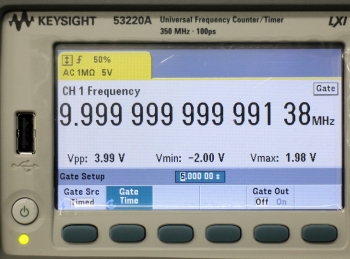 KEYSIGHT 53220A Universal Frequency Counter/Timer LXI
350 MHz · 100ps
50%
AC 1MΩ 5V
CH 1 Frequency Gate
9.999 999 999 991 38 MHz
Vpp: 3.99 V Vmin: -2.00 V Vmax: 1.98 V
Gate Setup 5.000 00 s
Gate Src Gate Gate Out
Timed Time Off On